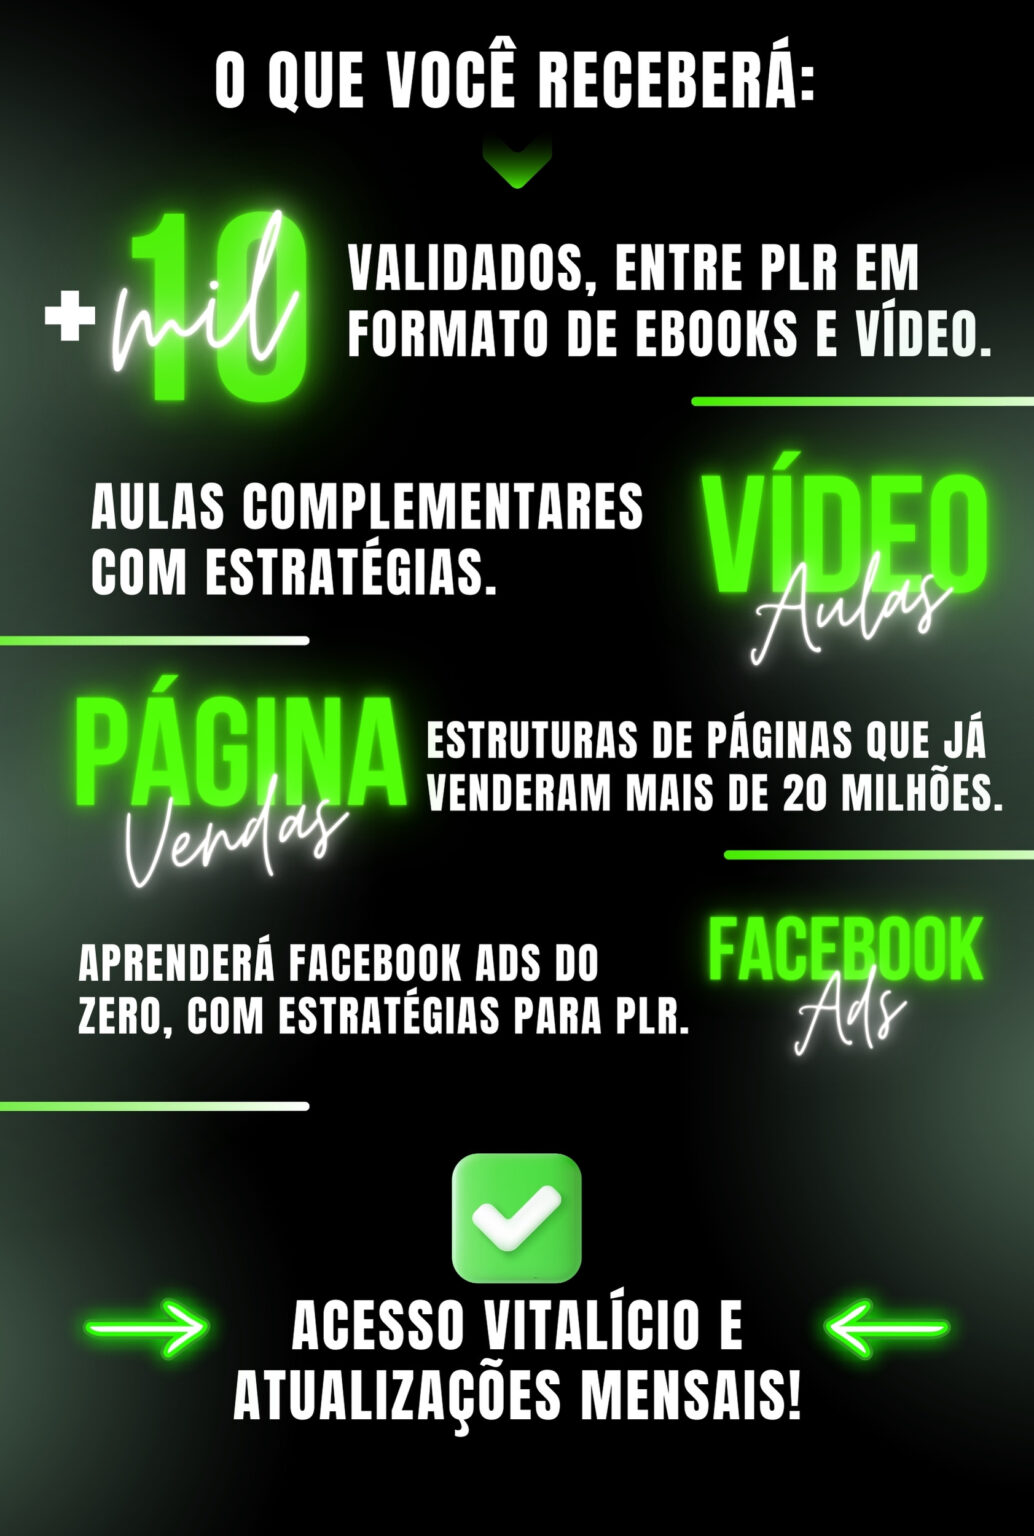 O QUE VOCÊ RECEBERÁ:
+10 mil
VALIDADOS, ENTRE PLR EM
FORMATO DE EBOOKS E VÍDEO.
AULAS COMPLEMENTARES
COM ESTRATÉGIAS.
VÍDEO
Aulas
PÁGINA
Vendas
ESTRUTURAS DE PÁGINAS QUE JÁ
VENDERAM MAIS DE 20 MILHÕES.
APRENDERÁ FACEBOOK ADS DO
ZERO, COM ESTRATÉGIAS PARA PLR.
FACEBOOK
Ads
ACESSO VITALÍCIO E
ATUALIZAÇÕES MENSAIS!